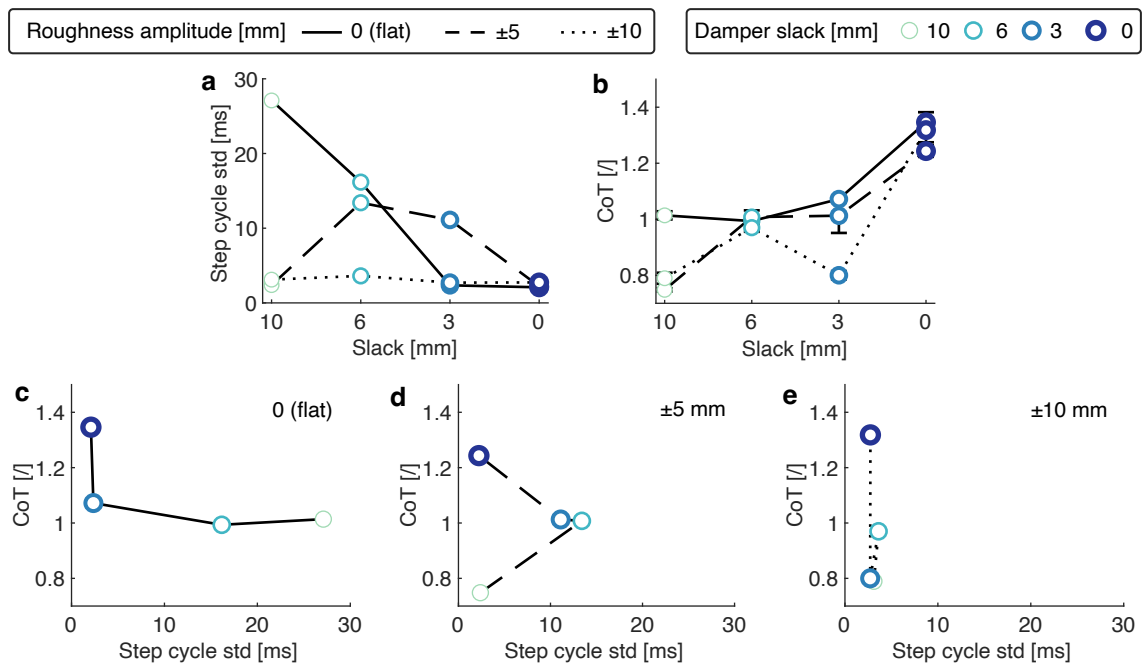 Roughness amplitude [mm] 0 (flat) ±5 ±10
Damper slack [mm] 10 6 3 0
a
Step cycle std [ms]
30
20
10
0
10 6 3 0
Slack [mm]
b
CoT [/]
1.4
1.2
1
0.8
10 6 3 0
Slack [mm]
c
0 (flat)
CoT [/]
1.4
1.2
1
0.8
0 10 20 30
Step cycle std [ms]
d
±5 mm
CoT [/]
1.4
1.2
1
0.8
0 10 20 30
Step cycle std [ms]
e
±10 mm
CoT [/]
1.4
1.2
1
0.8
0 10 20 30
Step cycle std [ms]